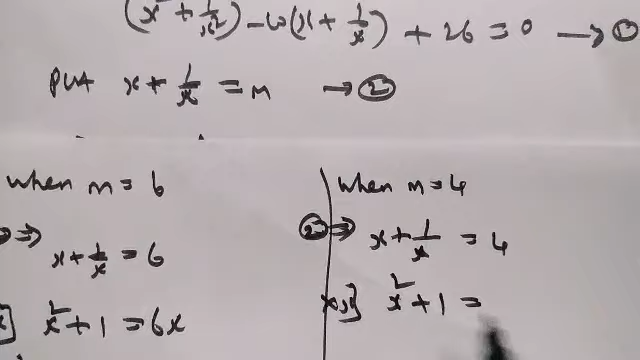 (x² + 1/x²) - 10(x + 1/x) + 26 = 0 → ①
Put x + 1/x = m → ②
when m = 6
x + 1/x = 6
x² + 1 = 6x
when m = 4
② ⇒ x + 1/x = 4
x² + 1 =